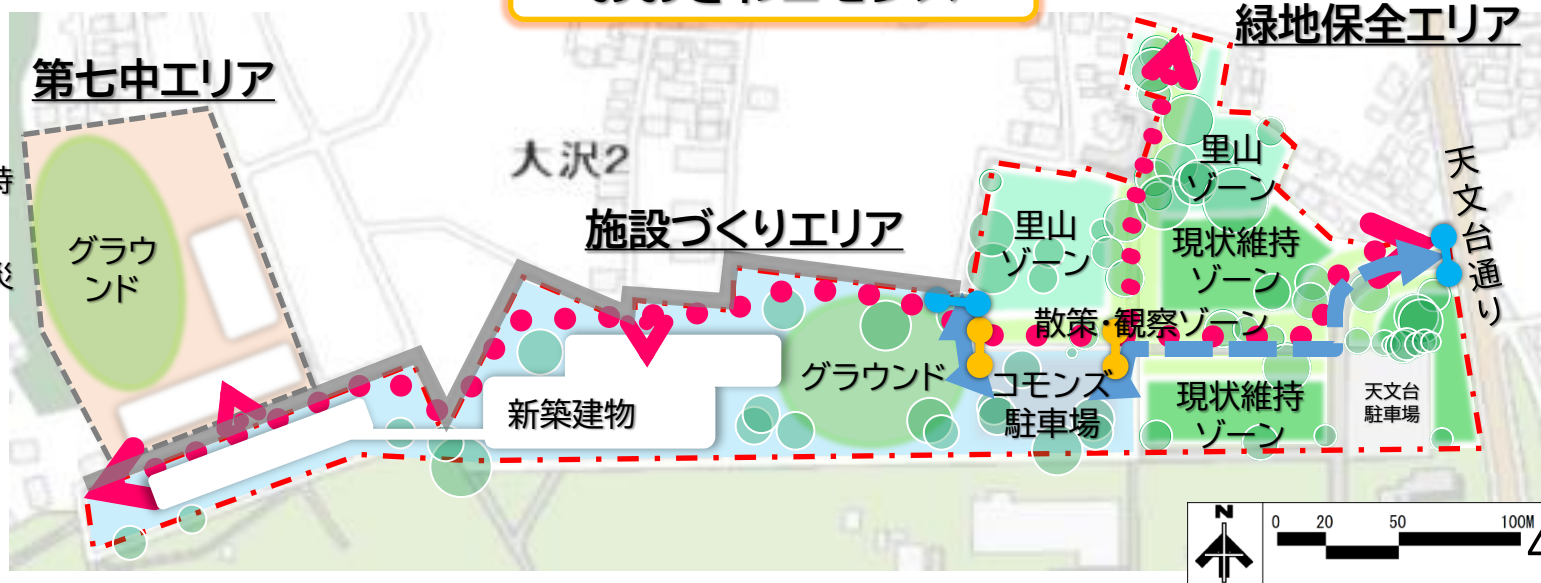 緑地保全エリア
第七中エリア
大沢2
施設づくりエリア
グラウ
ンド
里山
ゾーン
里山
ゾーン
現状維持
ゾーン
天文台通り
散策・観察ゾーン
新築建物
グラウンド
コモンズ
駐車場
現状維持
ゾーン
天文台
駐車場
N
0 20 50 100M